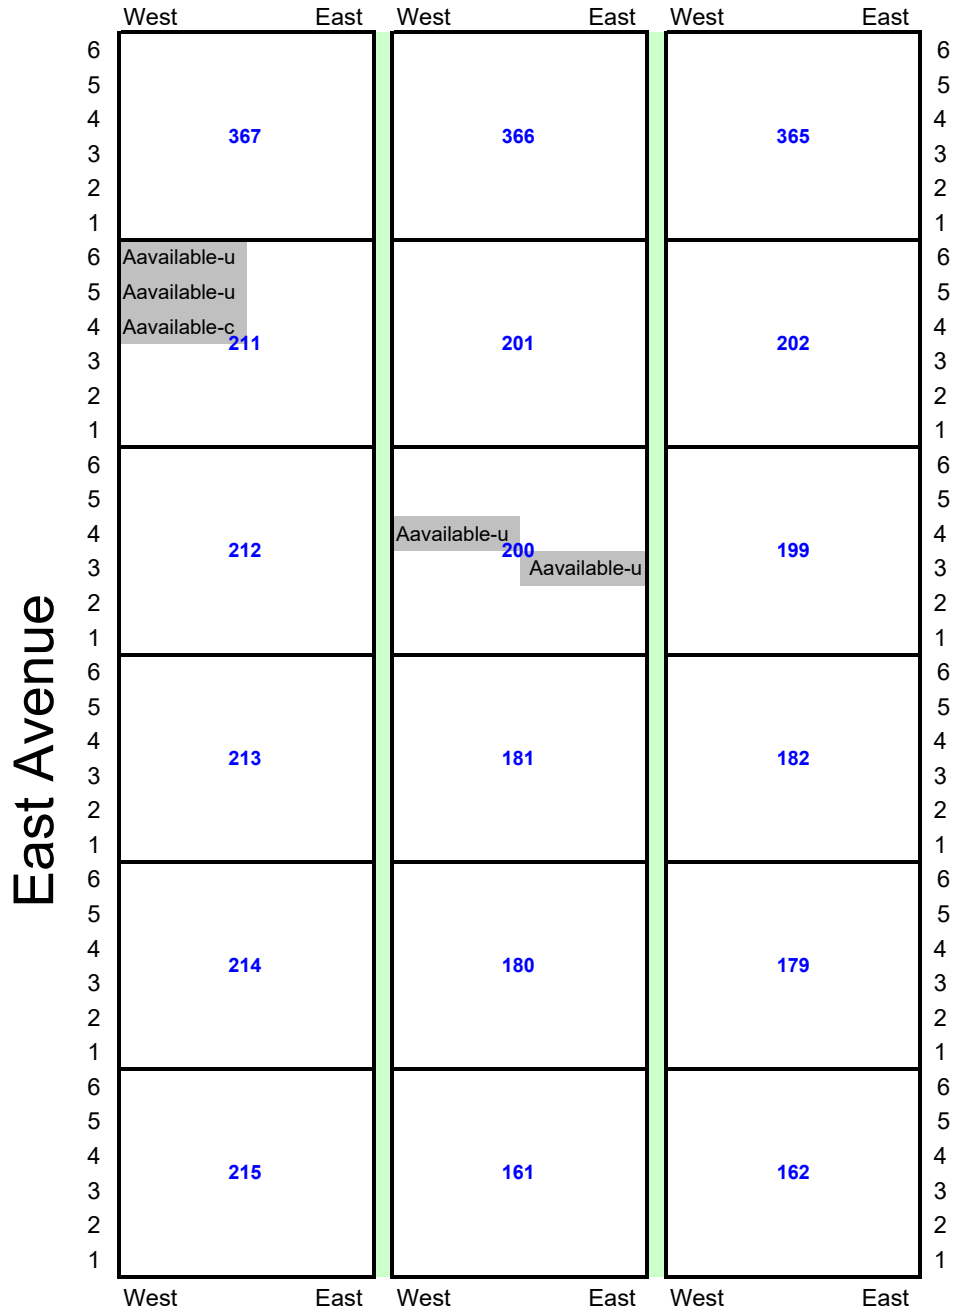 West East West East West East
6 6
5 5
4 367 366 365 4
3 3
2 2
1 1
6 Aavailable-u 6
5 Aavailable-u 5
4 Aavailable-c 4
211 201 202
3 3
2 2
1 1
6 6
5 5
4 Aavailable-u 4
212 200 199
3 Aavailable-u 3
2 2
1 1
East Avenue
6 6
5 5
4 4
213 181 182
3 3
2 2
1 1
6 6
5 5
4 4
214 180 179
3 3
2 2
1 1
6 6
5 5
4 4
215 161 162
3 3
2 2
1 1
West East West East West East